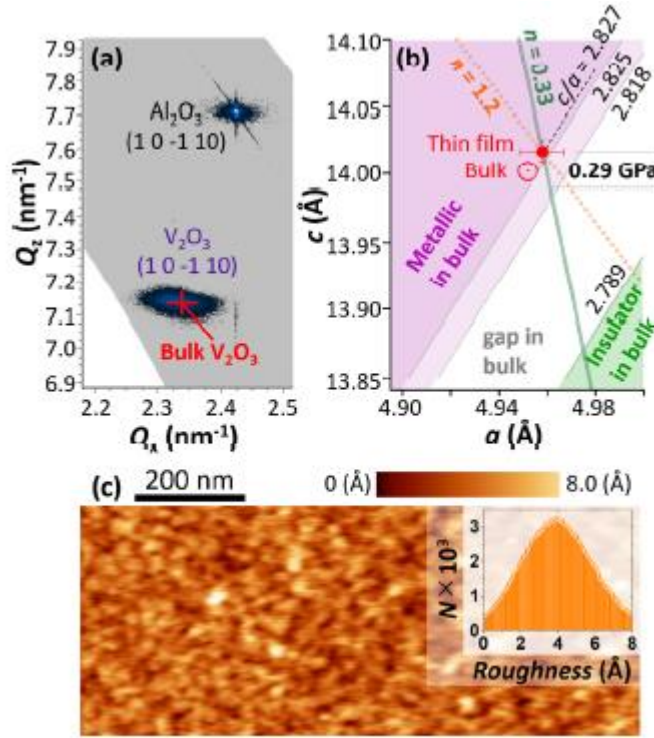 (a)
7.9
7.8
7.7
7.6
7.5
7.4
7.3
7.2
7.1
7.0
6.9
Qz (nm⁻¹)
Al₂O₃
(1 0 -1 10)
V₂O₃
(1 0 -1 10)
Bulk V₂O₃
2.2 2.3 2.4 2.5
(nm⁻¹)
(b)
14.10
14.05
14.00
13.95
13.90
13.85
c (Å)
n = 1.2
n = 0.33
c/a = 2.827
2.825
2.818
Thin film
Bulk
0.29 GPa
Metallic
in bulk
2.789
gap in
bulk
Insulator
in bulk
4.90 4.94 4.98
a (Å)
(c)
200 nm
0 (Å) 8.0 (Å)
N × 10³
3
2
1
0
0 2 4 6 8
Roughness (Å)